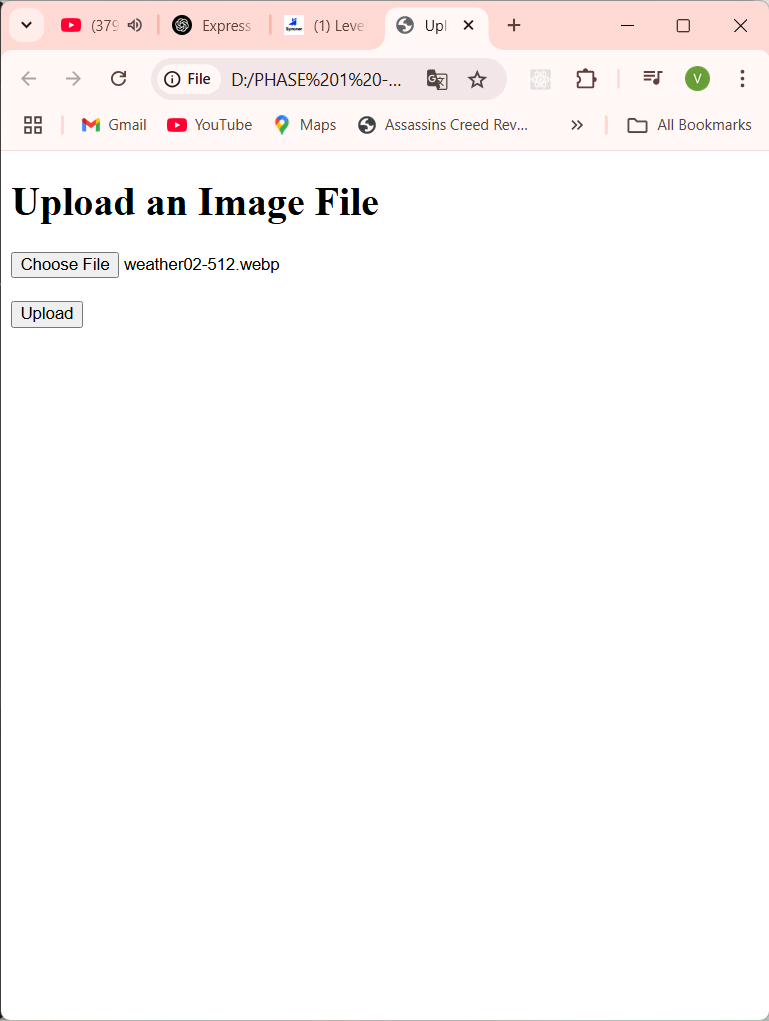 (379
Express
(1) Leve
Upl
File
D:/PHASE%201%20-...
V
Gmail
YouTube
Maps
Assassins Creed Rev...
All Bookmarks
Upload an Image File
Choose File weather02-512.webp
Upload